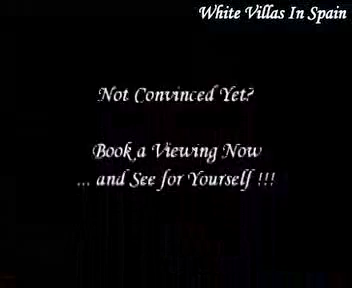 White Villas In Spain
Not Convinced Yet?
Book a Viewing Now
... and See for Yourself !!!